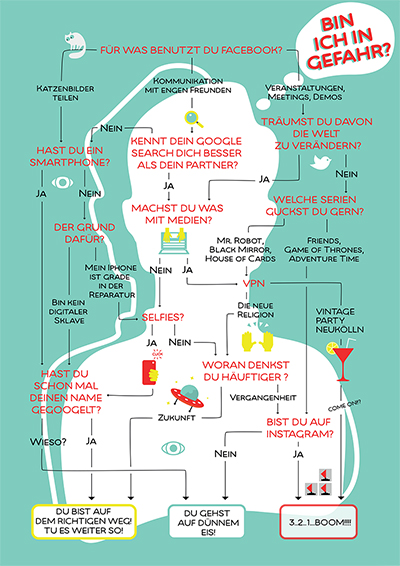 BIN
ICH IN
GEFAHR?
FÜR WAS BENUTZT DU FACEBOOK?
KATZENBILDER
TEILEN
KOMMUNIKATION
MIT ENGEN FREUNDEN
VERANSTALTUNGEN,
MEETINGS, DEMOS
TRÄUMST DU DAVON
DIE WELT
ZU VERÄNDERN?
NEIN
HAST DU EIN
SMARTPHONE?
KENNT DEIN GOOGLE
SEARCH DICH BESSER
ALS DEIN PARTNER?
JA
JA
NEIN
JA
NEIN
MACHST DU WAS
MIT MEDIEN?
WELCHE SERIEN
GUCKST DU GERN?
DER GRUND
DAFÜR?
MR. ROBOT,
BLACK MIRROR,
HOUSE OF CARDS
FRIENDS,
GAME OF THRONES,
ADVENTURE TIME
MEIN IPHONE
IST GRADE
IN DER
REPARATUR
NEIN
JA
VPN
BIN KEIN
DIGITALER
SKLAVE
SELFIES?
DIE NEUE
RELIGION
VINTAGE
PARTY
NEUKÖLLN
JA
NEIN
CLICK
HAST DU
SCHON MAL
DEINEN NAME
GEGOOGELT?
WORAN DENKST
DU HÄUFTIGER ?
ZUKUNFT
VERGANGENHEIT
COME ON!?
BIST DU AUF
INSTAGRAM?
WIESO?
JA
NEIN
JA
DU BIST AUF
DEM RICHTIGEN WEG!
TU ES WEITER SO!
DU GEHST
AUF DÜNNEM
EIS!
3..2..1...BOOM!!!!